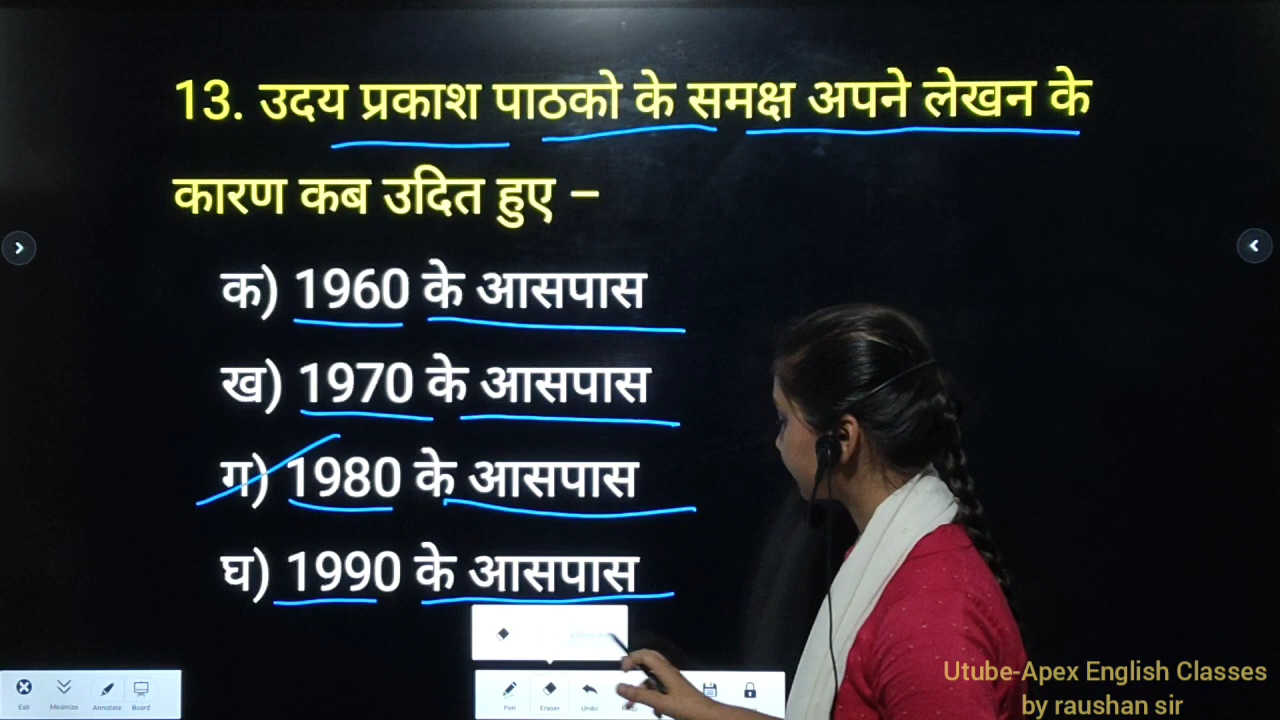 13. उदय प्रकाश पाठको के समक्ष अपने लेखन के
कारण कब उदित हुए –
क) 1960 के आसपास
ख) 1970 के आसपास
ग) 1980 के आसपास
घ) 1990 के आसपास
Exit
Minimize
Annotate
Board
Pen
Eraser
Undo
Utube-Apex English Classes
by raushan sir